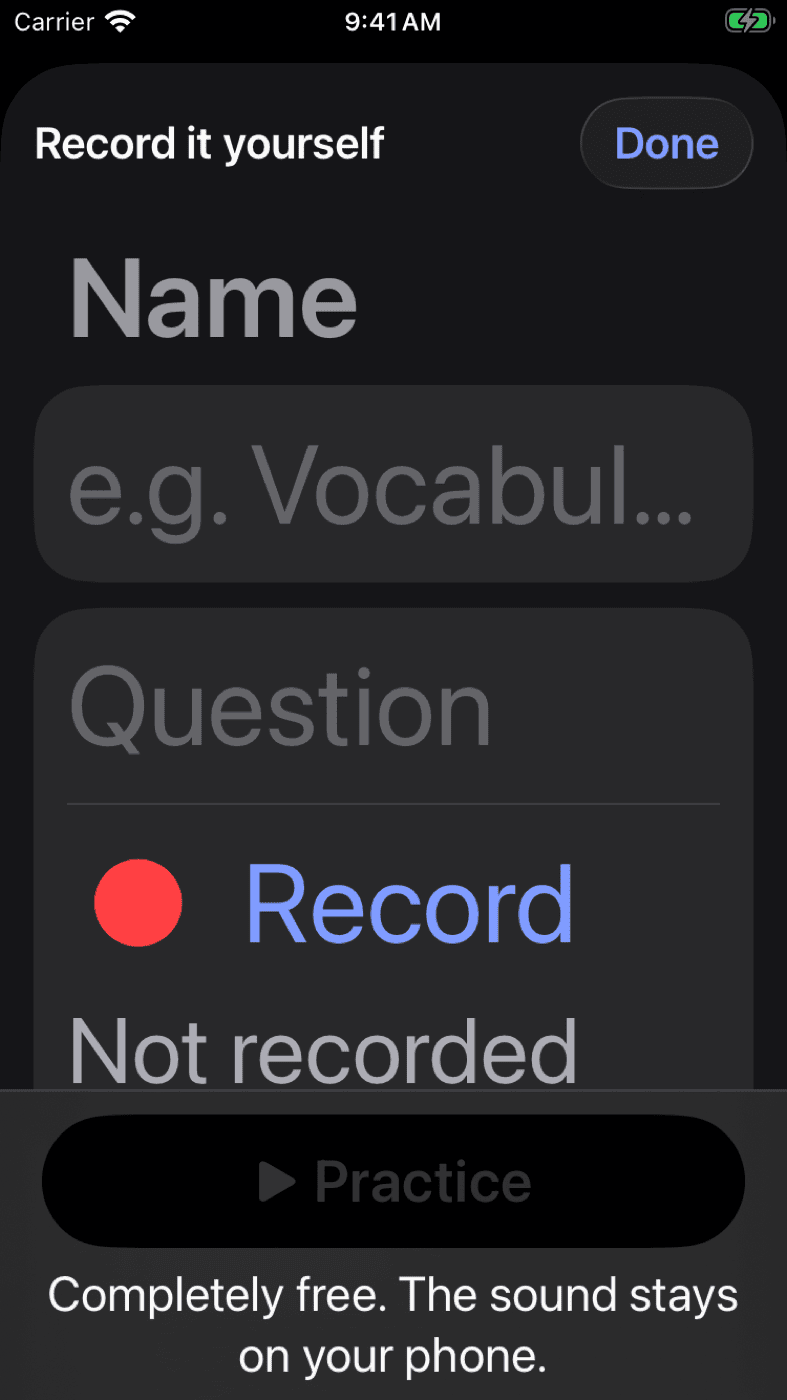 Carrier 9:41 AM
Record it yourself Done
Name
e.g. Vocabul...
Question
Record
Not recorded
Practice
Completely free. The sound stays
on your phone.